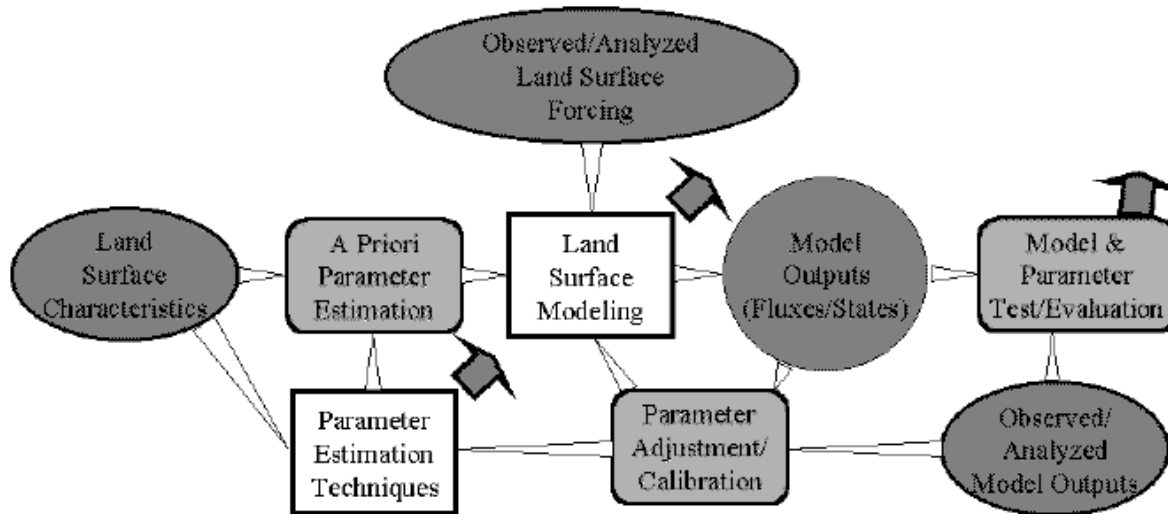 Observed/Analyzed
Land Surface
Forcing
Land
Surface
Characteristics
A Priori
Parameter
Estimation
Land
Surface
Modeling
Model
Outputs
(Fluxes/States)
Model &
Parameter
Test/Evaluation
Parameter
Estimation
Techniques
Parameter
Adjustment/
Calibration
Observed/
Analyzed
Model Outputs